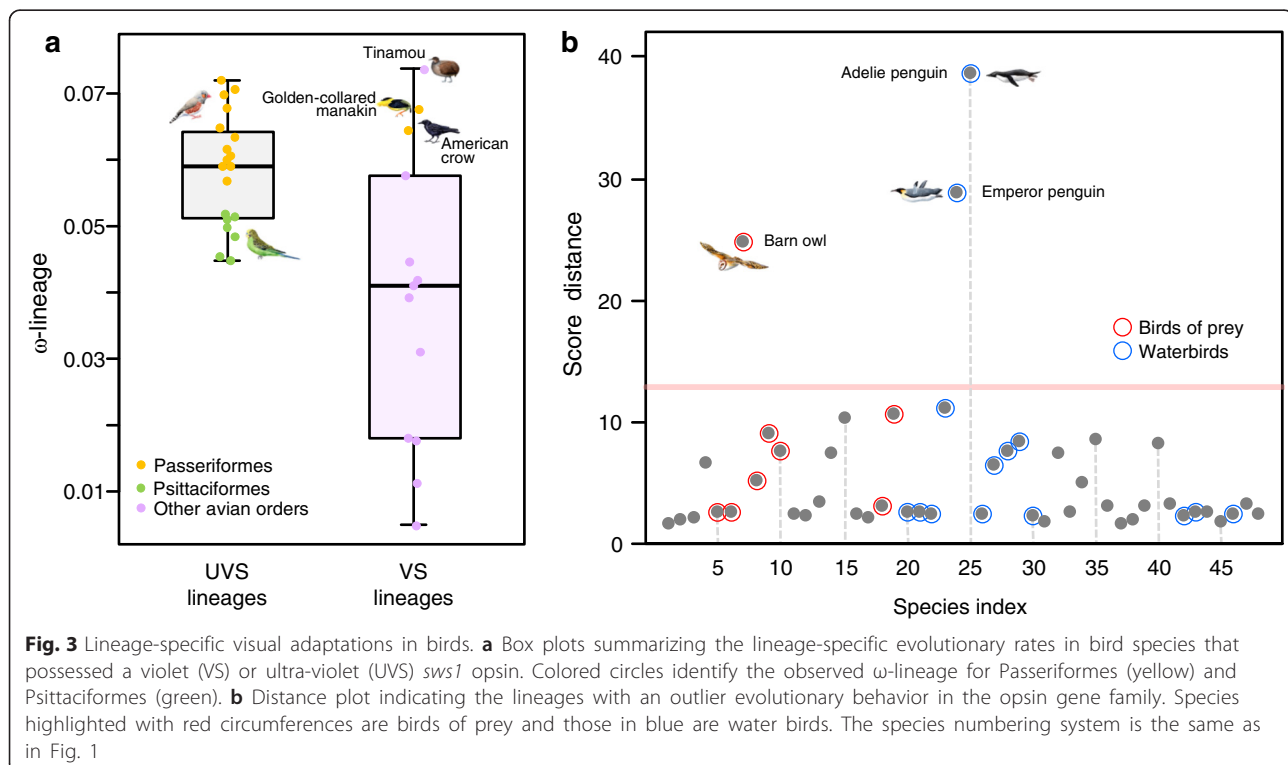 a
ω-lineage
0.07
0.05
0.03
0.01
Tinamou
Golden-collared
manakin
American
crow
Passeriformes
Psittaciformes
Other avian orders
UVS
lineages
VS
lineages
b
Score distance
40
30
20
10
0
Adelie penguin
Emperor penguin
Barn owl
Birds of prey
Waterbirds
5 10 15 20 25 30 35 40 45
Species index
Fig. 3 Lineage-specific visual adaptations in birds. a Box plots summarizing the lineage-specific evolutionary rates in bird species that
possessed a violet (VS) or ultra-violet (UVS) sws1 opsin. Colored circles identify the observed ω-lineage for Passeriformes (yellow) and
Psittaciformes (green). b Distance plot indicating the lineages with an outlier evolutionary behavior in the opsin gene family. Species
highlighted with red circumferences are birds of prey and those in blue are water birds. The species numbering system is the same as
in Fig. 1